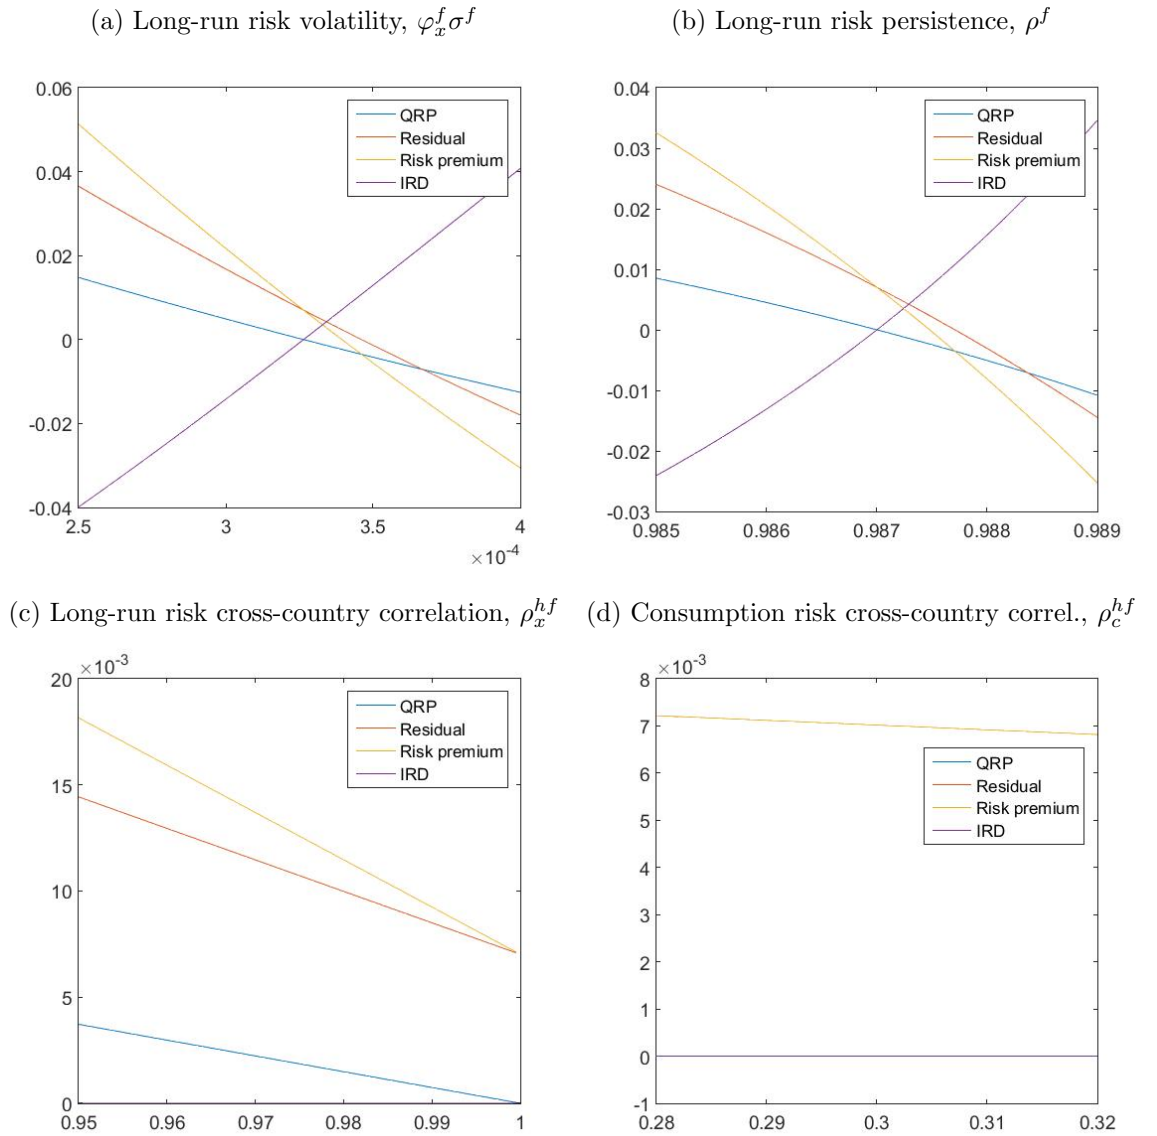 (a) Long-run risk volatility, φ_x^f σ^f
0.06
0.04
0.02
0
-0.02
-0.04
2.5 3 3.5 4
×10^-4
QRP
Residual
Risk premium
IRD
(b) Long-run risk persistence, ρ^f
0.04
0.03
0.02
0.01
0
-0.01
-0.02
-0.03
0.985 0.986 0.987 0.988 0.989
QRP
Residual
Risk premium
IRD
(c) Long-run risk cross-country correlation, ρ_x^{hf}
×10^-3
20
15
10
5
0
0.95 0.96 0.97 0.98 0.99 1
QRP
Residual
Risk premium
IRD
(d) Consumption risk cross-country correl., ρ_c^{hf}
×10^-3
8
7
6
5
4
3
2
1
0
-1
0.28 0.29 0.3 0.31 0.32
QRP
Residual
Risk premium
IRD